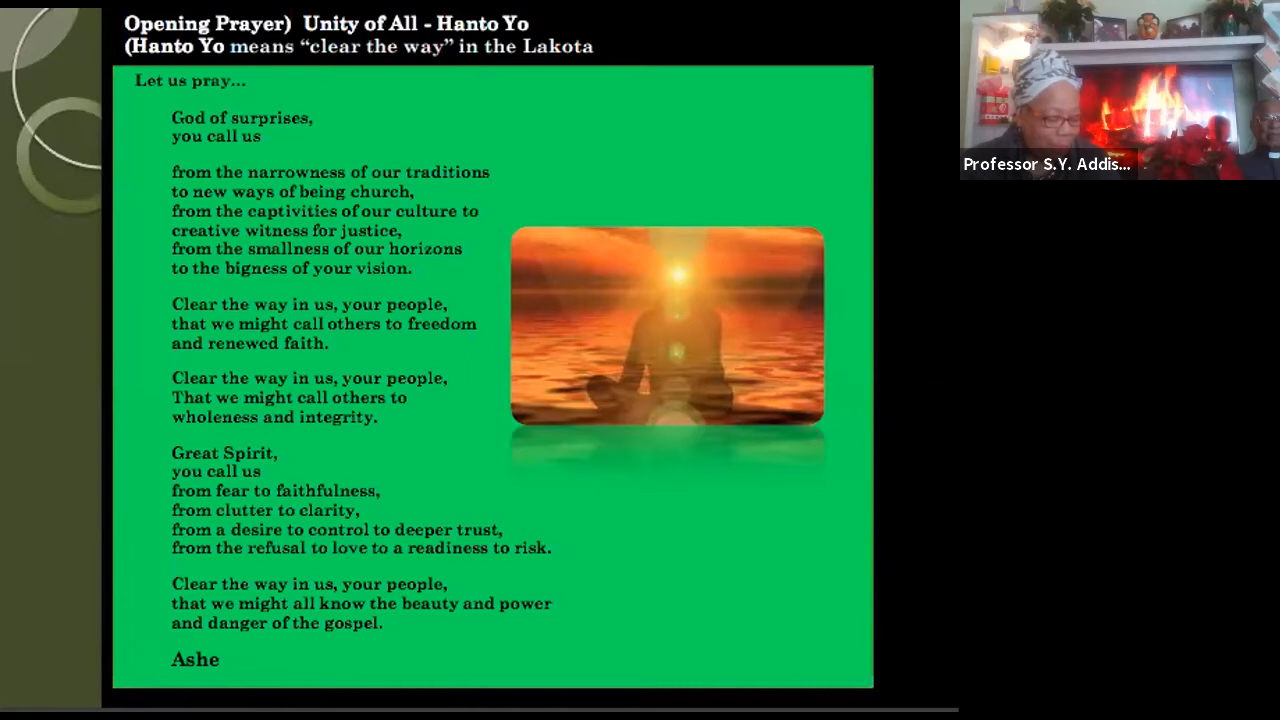 Opening Prayer)  Unity of All - Hanto Yo
(Hanto Yo means “clear the way” in the Lakota
Let us pray...
God of surprises,
you call us
from the narrowness of our traditions
to new ways of being church,
from the captivities of our culture to
creative witness for justice,
from the smallness of our horizons
to the bigness of your vision.
Clear the way in us, your people,
that we might call others to freedom
and renewed faith.
Clear the way in us, your people,
That we might call others to
wholeness and integrity.
Great Spirit,
you call us
from fear to faithfulness,
from clutter to clarity,
from a desire to control to deeper trust,
from the refusal to love to a readiness to risk.
Clear the way in us, your people,
that we might all know the beauty and power
and danger of the gospel.
Ashe
Professor S.Y. Addis...